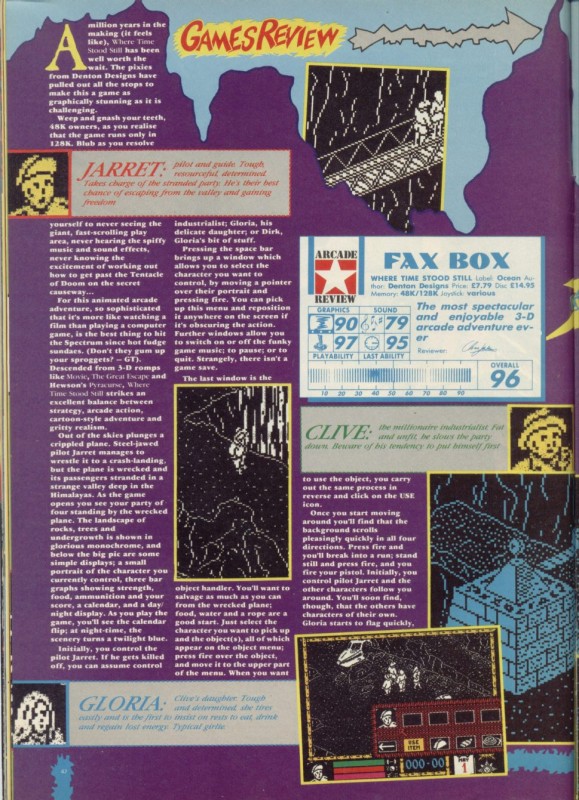 GAMES REVIEW
A million years in the
making (it feels
like), Where Time
Stood Still has been
well worth the
wait. The pixies
from Denton Designs have
pulled out all the stops to
make this a game as
graphically stunning as it is
challenging.
Weep and gnash your teeth,
48K owners, as you realise
that the game runs only in
128K. Blub as you resolve
JARRET: pilot and guide. Tough,
resourceful, determined.
Takes charge of the stranded party. He's their best
chance of escaping from the valley and gaining
freedom
yourself to never seeing the
giant, fast-scrolling play
area, never hearing the spiffy
music and sound effects,
never knowing the
excitement of working out
how to get past the Tentacle
of Doom on the secret
causeway...
For this animated arcade
adventure, so sophisticated
that it's more like watching a
film than playing a computer
game, is the best thing to hit
the Spectrum since hot fudge
sundaes. (Don't they gum up
your sproggets? – GT).
Descended from 3-D romps
like Movie, The Great Escape and
Hewson's Pyracurse, Where
Time Stood Still strikes an
excellent balance between
strategy, arcade action,
cartoon-style adventure and
gritty realism.
Out of the skies plunges a
crippled plane. Steel-jawed
pilot Jarret manages to
wrestle it to a crash-landing,
but the plane is wrecked and
its passengers stranded in a
strange valley deep in the
Himalayas. As the game
opens you see your party of
four standing by the wrecked
plane. The landscape of
rocks, trees and
undergrowth is shown in
glorious monochrome, and
below the big pic are some
simple displays; a small
portrait of the character you
currently control, three bar
graphs showing strength,
food, ammunition and your
score, a calendar, and a day/
night display. As you play the
game, you'll see the calendar
flip; at night-time, the
scenery turns a twilight blue.
Initially, you control the
pilot Jarret. If he gets killed
off, you can assume control
GLORIA: Clive's daughter. Tough
and determined, she tires
easily and is the first to insist on rests to eat, drink
and regain lost energy. Typical girlie.
industrialist; Gloria, his
delicate daughter; or Dirk,
Gloria's bit of stuff.
Pressing the space bar
brings up a window which
allows you to select the
character you want to
control, by moving a pointer
over their portrait and
pressing fire. You can pick
up this menu and reposition
it anywhere on the screen if
it's obscuring the action.
Further windows allow you
to switch on or off the funky
game music; to pause; or to
quit. Strangely, there isn't a
game save.
The last window is the
object handler. You'll want to
salvage as much as you can
from the wrecked plane;
food, water and a rope are a
good start. Just select the
character you want to pick up
and the object(s), all of which
appear on the object menu;
press fire over the object,
and move it to the upper part
of the menu. When you want
ARCADE
REVIEW
FAX BOX
WHERE TIME STOOD STILL Label: Ocean Au-
thor: Denton Designs Price: £7.79 Disc £14.95
Memory: 48K/128K Joystick: various
GRAPHICS 90
SOUND 79
97 PLAYABILITY
95 LAST ABILITY
The most spectacular
and enjoyable 3-D
arcade adventure ev-
er
Reviewer:
10 20 30 40 50 60 70 80 90
OVERALL
96
CLIVE: the millionaire industrialist. Fat
and unfit, he slows the party
down. Beware of his tendency to put himself first
to use the object, you carry
out the same process in
reverse and click on the USE
icon.
Once you start moving
around you'll find that the
background scrolls
pleasingly quickly in all four
directions. Press fire and
you'll break into a run; stand
still and press fire, and you
fire your pistol. Initially, you
control pilot Jarret and the
other characters follow you
around. You'll soon find,
though, that the others have
characters of their own.
Gloria starts to flag quickly,
USE
ITEM
000-00
MAY
1
42